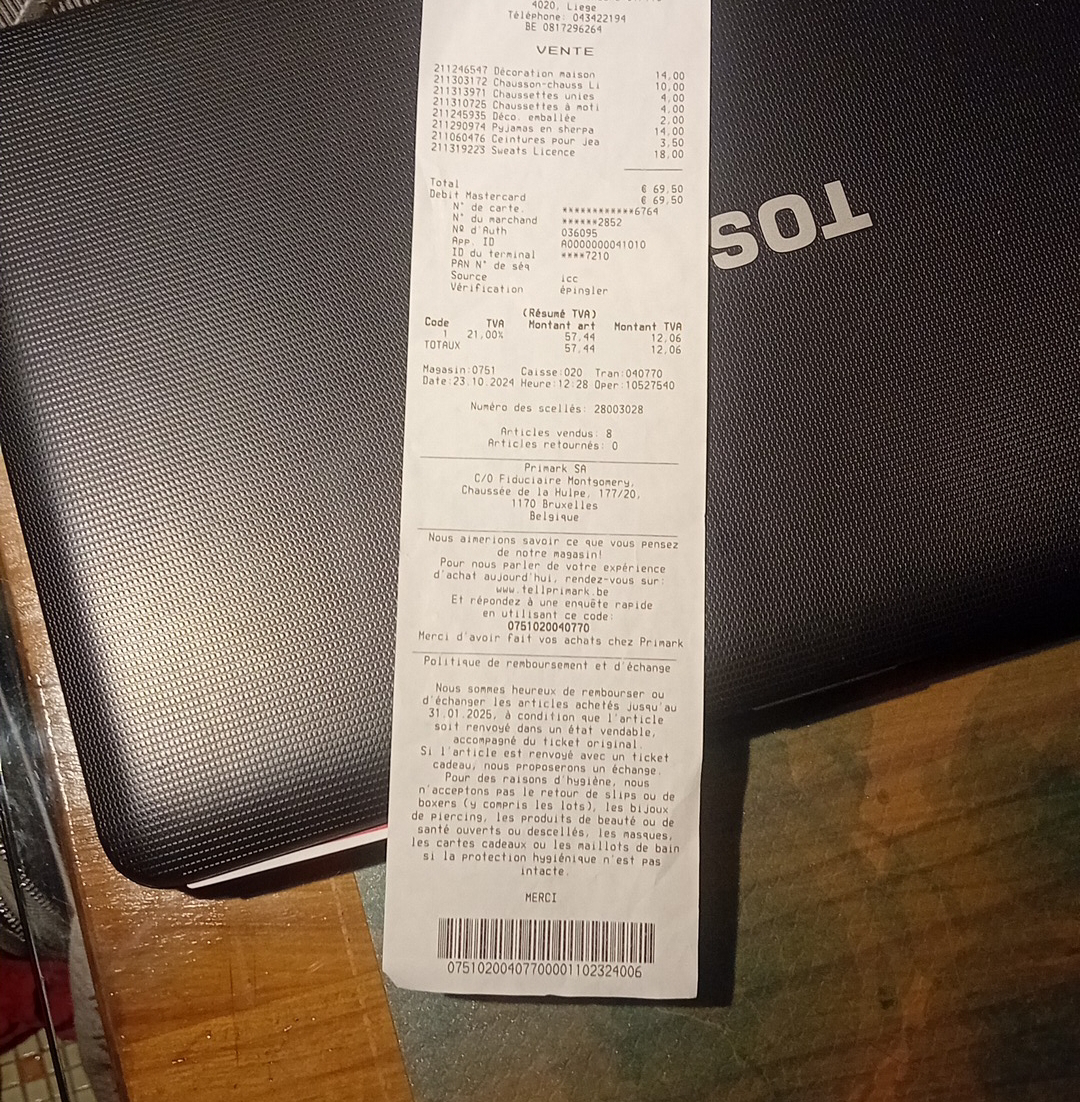 4020, Liege
Téléphone: 043422194
BE 0817296264
VENTE
211246547 Décoration maison 14,00
211303172 Chausson-chauss Li 10,00
211313971 Chaussettes unies 4,00
211310725 Chaussettes à moti 4,00
211245935 Déco. emballée 2,00
211290974 Pyjamas en sherpa 14,00
211060476 Ceintures pour jea 3,50
211319223 Sweats Licence 18,00
Total € 69,50
Debit Mastercard € 69,50
N° de carte. ************6764
N° du marchand ******2852
Nº d'Auth 036095
App. ID A0000000041010
ID du terminal ****7210
PAN N° de séq
Source icc
Vérification épingler
(Résumé TVA)
Code TVA Montant art Montant TVA
1 21,00% 57,44 12,06
TOTAUX 57,44 12,06
Magasin:0751 Caisse:020 Tran:040770
Date:23.10.2024 Heure:12:28 Oper:10527540
Numéro des scellés: 28003028
Articles vendus: 8
Articles retournés: 0
Primark SA
C/O Fiduciaire Montgomery,
Chaussée de la Hulpe, 177/20,
1170 Bruxelles
Belgique
Nous aimerions savoir ce que vous pensez
de notre magasin!
Pour nous parler de votre expérience
d'achat aujourd'hui, rendez-vous sur:
www.tellprimark.be
Et répondez à une enquête rapide
en utilisant ce code:
0751020040770
Merci d'avoir fait vos achats chez Primark
Politique de remboursement et d'échange
Nous sommes heureux de rembourser ou
d'échanger les articles achetés jusqu'au
31.01.2025, à condition que l'article
soit renvoyé dans un état vendable,
accompagné du ticket original.
Si l'article est renvoyé avec un ticket
cadeau, nous proposerons un échange.
Pour des raisons d'hygiène, nous
n'acceptons pas le retour de slips ou de
boxers (y compris les lots), les bijoux
de piercing, les produits de beauté ou de
santé ouverts ou descellés, les masques,
les cartes cadeaux ou les maillots de bain
si la protection hygiénique n'est pas
intacte.
MERCI
07510200407700001102324006
TOS